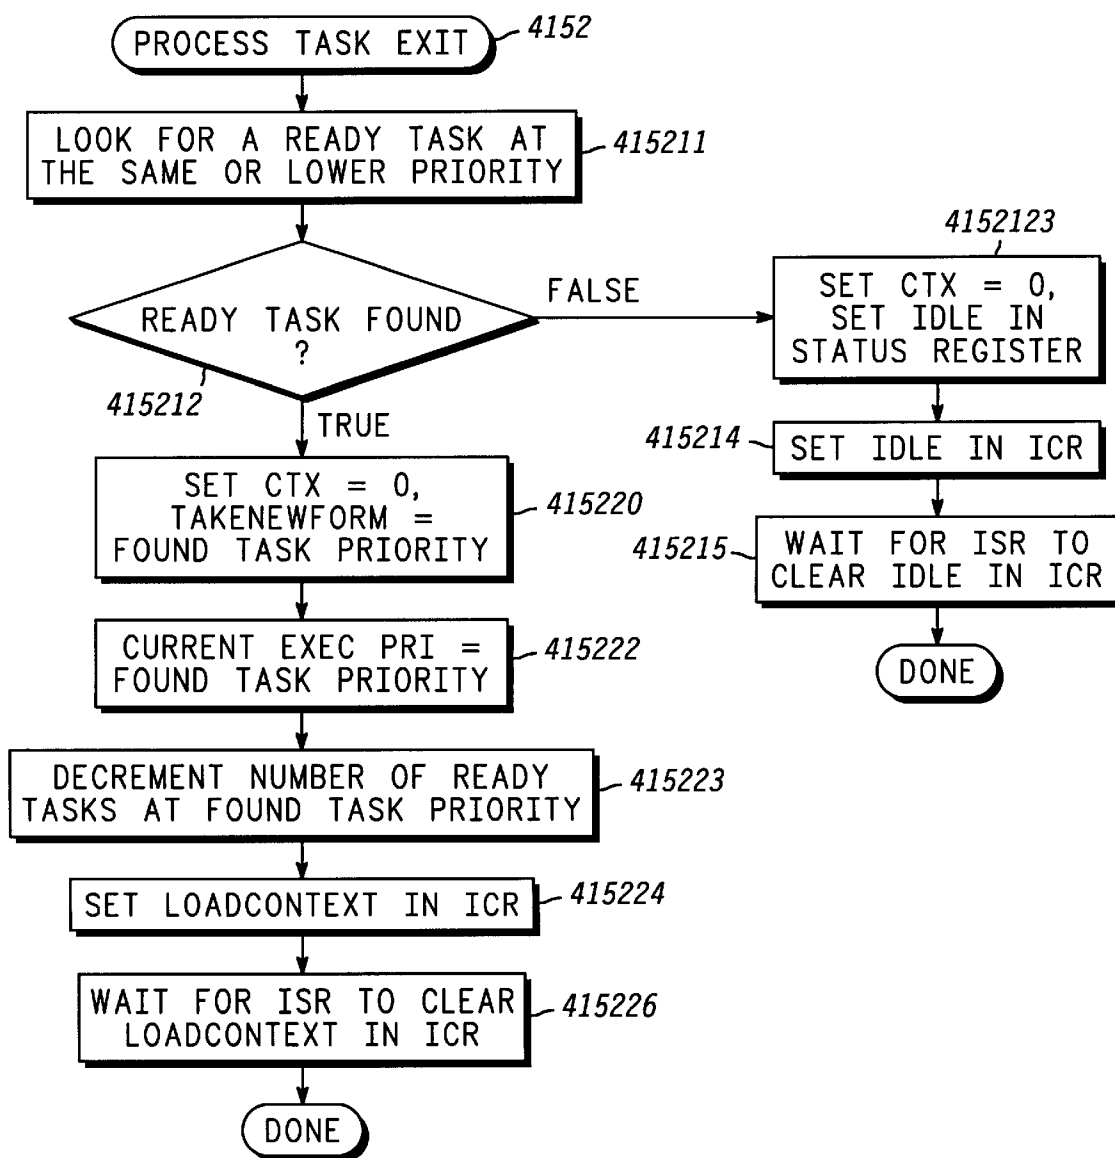 PROCESS TASK EXIT
4152
LOOK FOR A READY TASK AT
THE SAME OR LOWER PRIORITY
415211
READY TASK FOUND
?
415212
FALSE
TRUE
4152123
SET CTX = 0,
SET IDLE IN
STATUS REGISTER
415214
SET IDLE IN ICR
415215
WAIT FOR ISR TO
CLEAR IDLE IN ICR
DONE
SET CTX = 0,
TAKENEWFORM =
FOUND TASK PRIORITY
415220
CURRENT EXEC PRI =
FOUND TASK PRIORITY
415222
DECREMENT NUMBER OF READY
TASKS AT FOUND TASK PRIORITY
415223
SET LOADCONTEXT IN ICR
415224
WAIT FOR ISR TO CLEAR
LOADCONTEXT IN ICR
415226
DONE